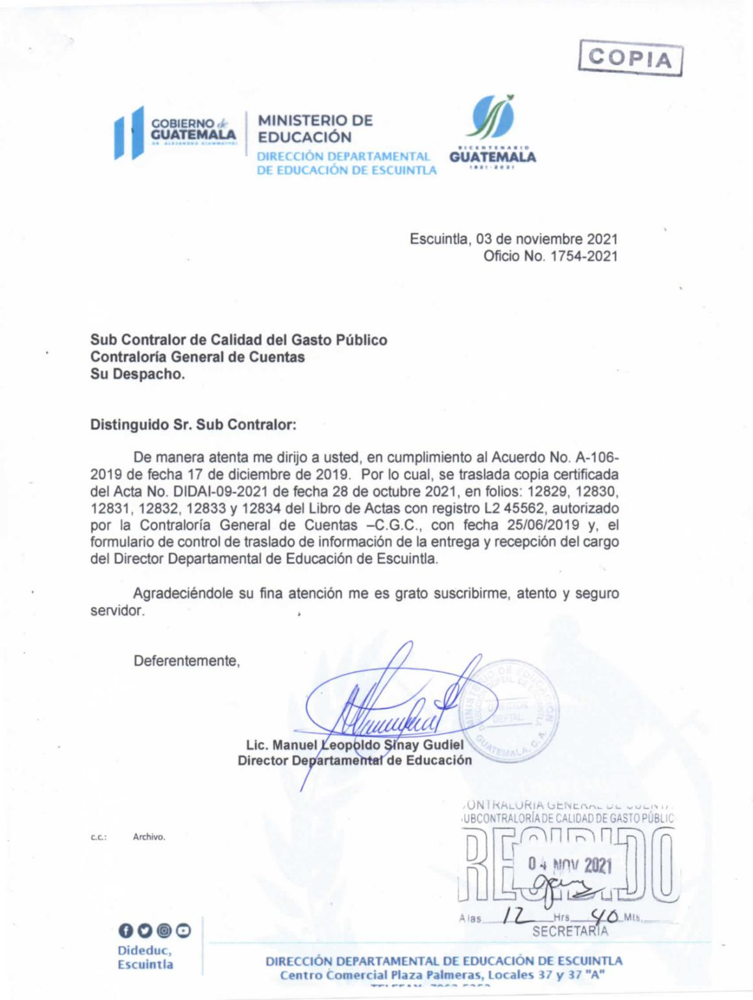 COPIA
GOBIERNO de
GUATEMALA
DR. ALEJANDRO GIAMMATTEI
MINISTERIO DE
EDUCACIÓN
DIRECCIÓN DEPARTAMENTAL
DE EDUCACIÓN DE ESCUINTLA
BICENTENARIO
GUATEMALA
1821-2021
Escuintla, 03 de noviembre 2021
Oficio No. 1754-2021
Sub Contralor de Calidad del Gasto Público
Contraloría General de Cuentas
Su Despacho.
Distinguido Sr. Sub Contralor:
De manera atenta me dirijo a usted, en cumplimiento al Acuerdo No. A-106-
2019 de fecha 17 de diciembre de 2019. Por lo cual, se traslada copia certificada
del Acta No. DIDAI-09-2021 de fecha 28 de octubre 2021, en folios: 12829, 12830,
12831, 12832, 12833 y 12834 del Libro de Actas con registro L2 45562, autorizado
por la Contraloría General de Cuentas –C.G.C., con fecha 25/06/2019 y, el
formulario de control de traslado de información de la entrega y recepción del cargo
del Director Departamental de Educación de Escuintla.
Agradeciéndole su fina atención me es grato suscribirme, atento y seguro
servidor.
Deferentemente,
MINISTERIO DE EDUCACIÓN
DIRECCIÓN DEPTAL. DE ESCUINTLA
DIRECTOR
DEPTAL.
GUATEMALA, C. A.
Lic. Manuel Leopoldo Sinay Gudiel
Director Departamental de Educación
ONTRALORIA GENERAL DE CUENTA
UBCONTRALORÍA DE CALIDAD DE GASTO PÚBLIC
RECIBIDO
04 NOV 2021
A las 12 Hrs 40 Mts.
SECRETARIA
c.c.: Archivo.
Dideduc,
Escuintla
DIRECCIÓN DEPARTAMENTAL DE EDUCACIÓN DE ESCUINTLA
Centro Comercial Plaza Palmeras, Locales 37 y 37 "A"